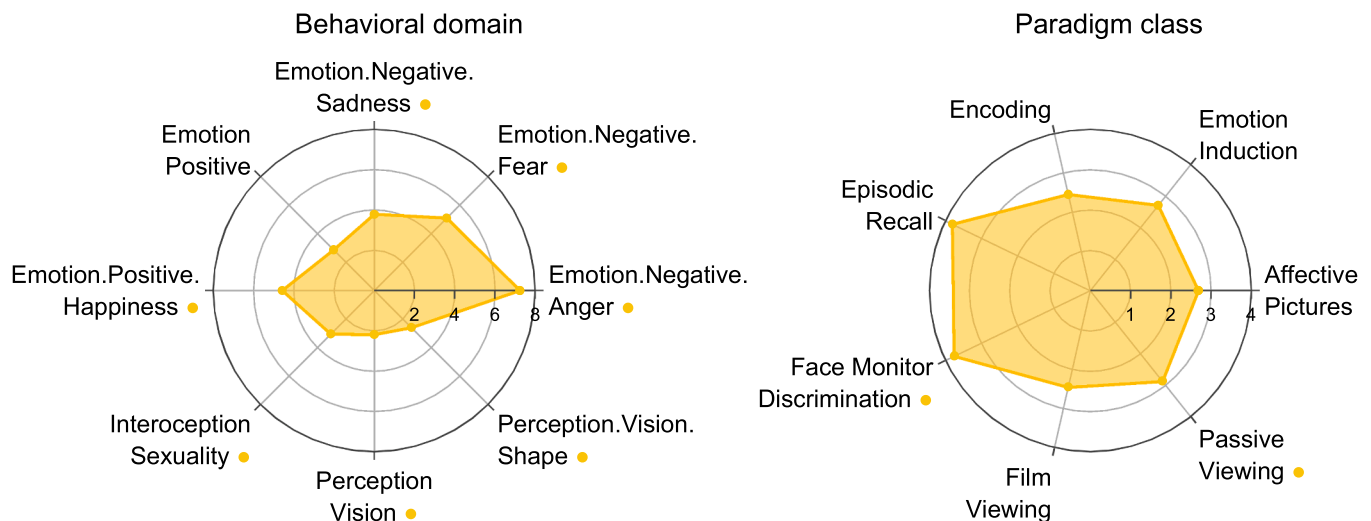 Behavioral domain
Emotion.Negative.
Sadness
Emotion.Negative.
Fear
Emotion.Negative.
Anger
Perception.Vision.
Shape
Perception
Vision
Interoception
Sexuality
Emotion.Positive.
Happiness
Emotion
Positive
2 4 6 8
Paradigm class
Encoding
Emotion
Induction
Affective
Pictures
Passive
Viewing
Film
Viewing
Face Monitor
Discrimination
Episodic
Recall
1 2 3 4